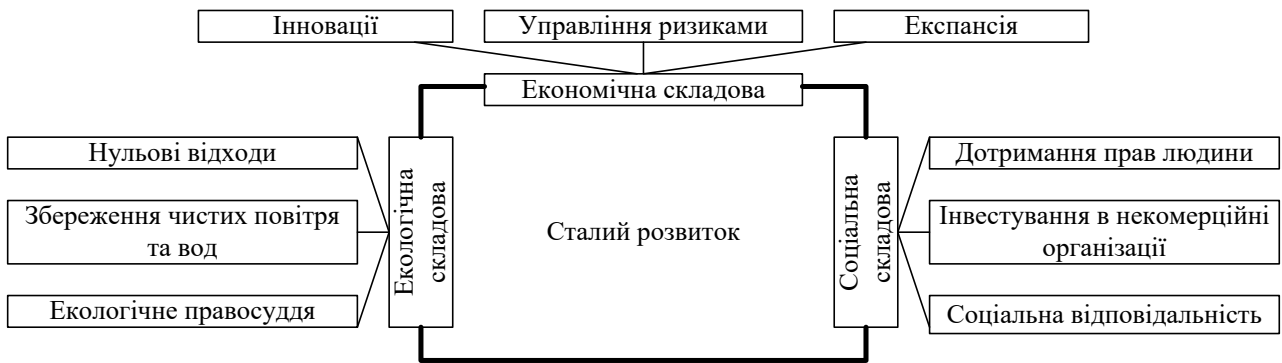 Інновації
Управління ризиками
Експансія
Економічна складова
Нульові відходи
Збереження чистих повітря
та вод
Екологічне правосуддя
Екологічна
складова
Сталий розвиток
Соціальна
складова
Дотримання прав людини
Інвестування в некомерційні
організації
Соціальна відповідальність